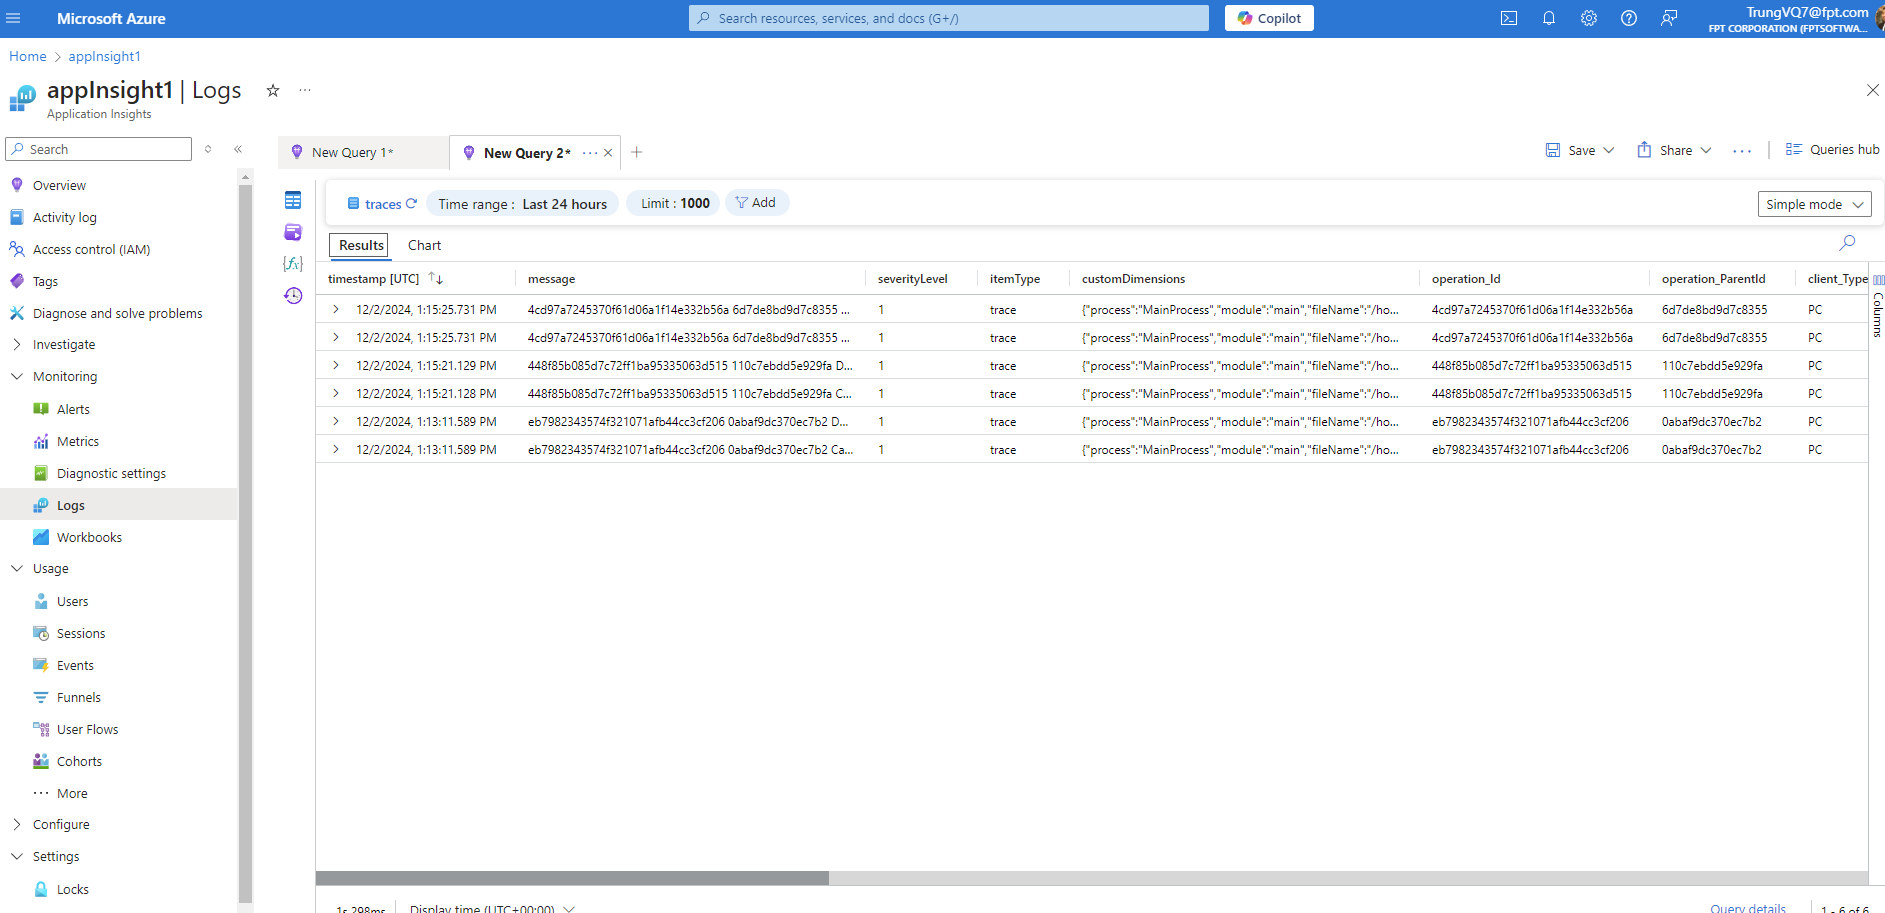 Microsoft Azure
Search resources, services, and docs (G+/)
Copilot
TrungVQ7@fpt.com
FPT CORPORATION (FPTSOFTWA...
Home > appInsight1
appInsight1 | Logs
Application Insights
Search
Overview
Activity log
Access control (IAM)
Tags
Diagnose and solve problems
Investigate
Monitoring
Alerts
Metrics
Diagnostic settings
Logs
Workbooks
Usage
Users
Sessions
Events
Funnels
User Flows
Cohorts
More
Configure
Settings
Locks
New Query 1*
New Query 2*
Save
Share
Queries hub
traces
Time range : Last 24 hours
Limit : 1000
Add
Simple mode
Results
Chart
timestamp [UTC] message severityLevel itemType customDimensions operation_Id operation_ParentId client_Type
12/2/2024, 1:15:25.731 PM 4cd97a7245370f61d06a1f14e332b56a 6d7de8bd9d7c8355 ... 1 trace {"process":"MainProcess","module":"main","fileName":"/ho... 4cd97a7245370f61d06a1f14e332b56a 6d7de8bd9d7c8355 PC
12/2/2024, 1:15:25.731 PM 4cd97a7245370f61d06a1f14e332b56a 6d7de8bd9d7c8355 ... 1 trace {"process":"MainProcess","module":"main","fileName":"/ho... 4cd97a7245370f61d06a1f14e332b56a 6d7de8bd9d7c8355 PC
12/2/2024, 1:15:21.129 PM 448f85b085d7c72ff1ba95335063d515 110c7ebdd5e929fa D... 1 trace {"process":"MainProcess","module":"main","fileName":"/ho... 448f85b085d7c72ff1ba95335063d515 110c7ebdd5e929fa PC
12/2/2024, 1:15:21.128 PM 448f85b085d7c72ff1ba95335063d515 110c7ebdd5e929fa C... 1 trace {"process":"MainProcess","module":"main","fileName":"/ho... 448f85b085d7c72ff1ba95335063d515 110c7ebdd5e929fa PC
12/2/2024, 1:13:11.589 PM eb7982343574f321071afb44cc3cf206 0abaf9dc370ec7b2 D... 1 trace {"process":"MainProcess","module":"main","fileName":"/ho... eb7982343574f321071afb44cc3cf206 0abaf9dc370ec7b2 PC
12/2/2024, 1:13:11.589 PM eb7982343574f321071afb44cc3cf206 0abaf9dc370ec7b2 Ca... 1 trace {"process":"MainProcess","module":"main","fileName":"/ho... eb7982343574f321071afb44cc3cf206 0abaf9dc370ec7b2 PC
Columns
1s 298ms
Display time (UTC+00:00)
Query details
1 - 6 of 6